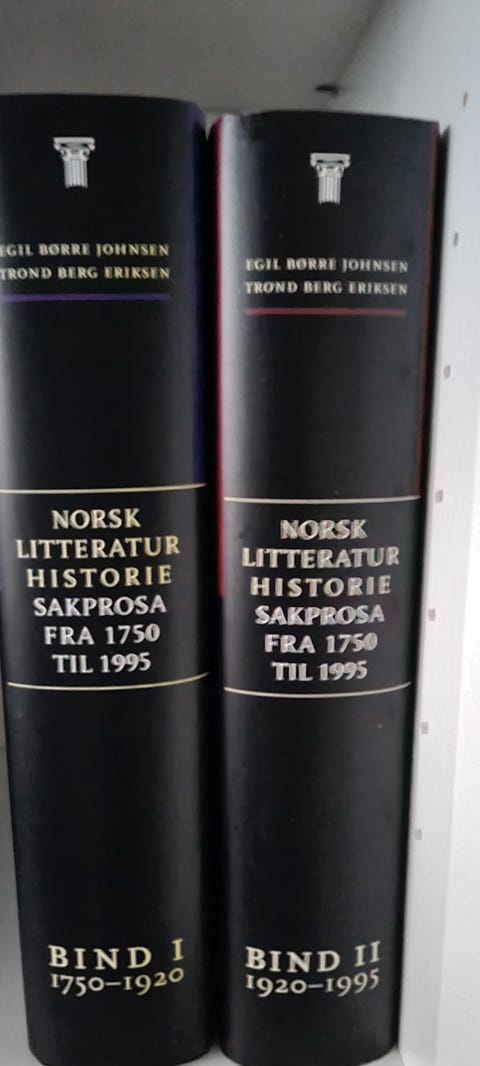 EGIL BØRRE JOHNSEN
TROND BERG ERIKSEN
NORSK
LITTERATUR
HISTORIE
SAKPROSA
FRA 1750
TIL 1995
BIND I
1750–1920
EGIL BØRRE JOHNSEN
TROND BERG ERIKSEN
NORSK
LITTERATUR
HISTORIE
SAKPROSA
FRA 1750
TIL 1995
BIND II
1920–1995